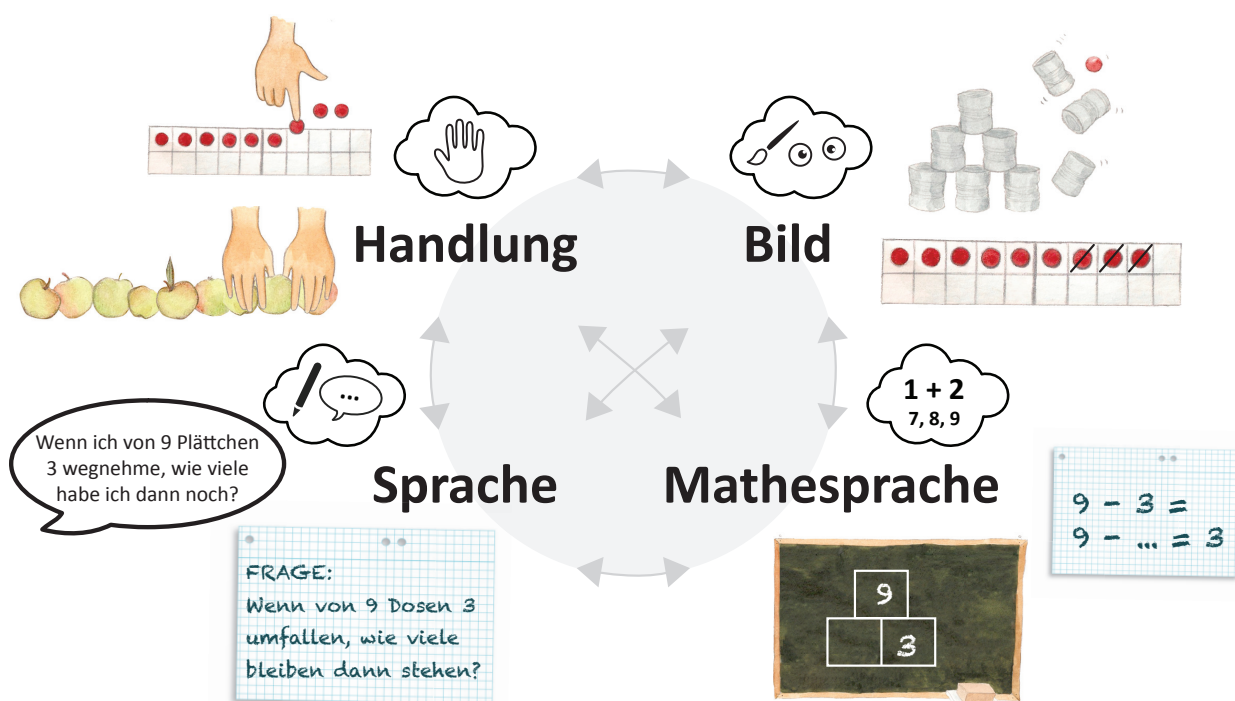 Handlung
Bild
...
1 + 2
7, 8, 9
Wenn ich von 9 Plättchen
3 wegnehme, wie viele
habe ich dann noch?
Sprache
Mathesprache
9 - 3 =
9 - ... = 3
FRAGE:
Wenn von 9 Dosen 3
umfallen, wie viele
bleiben dann stehen?
9
3